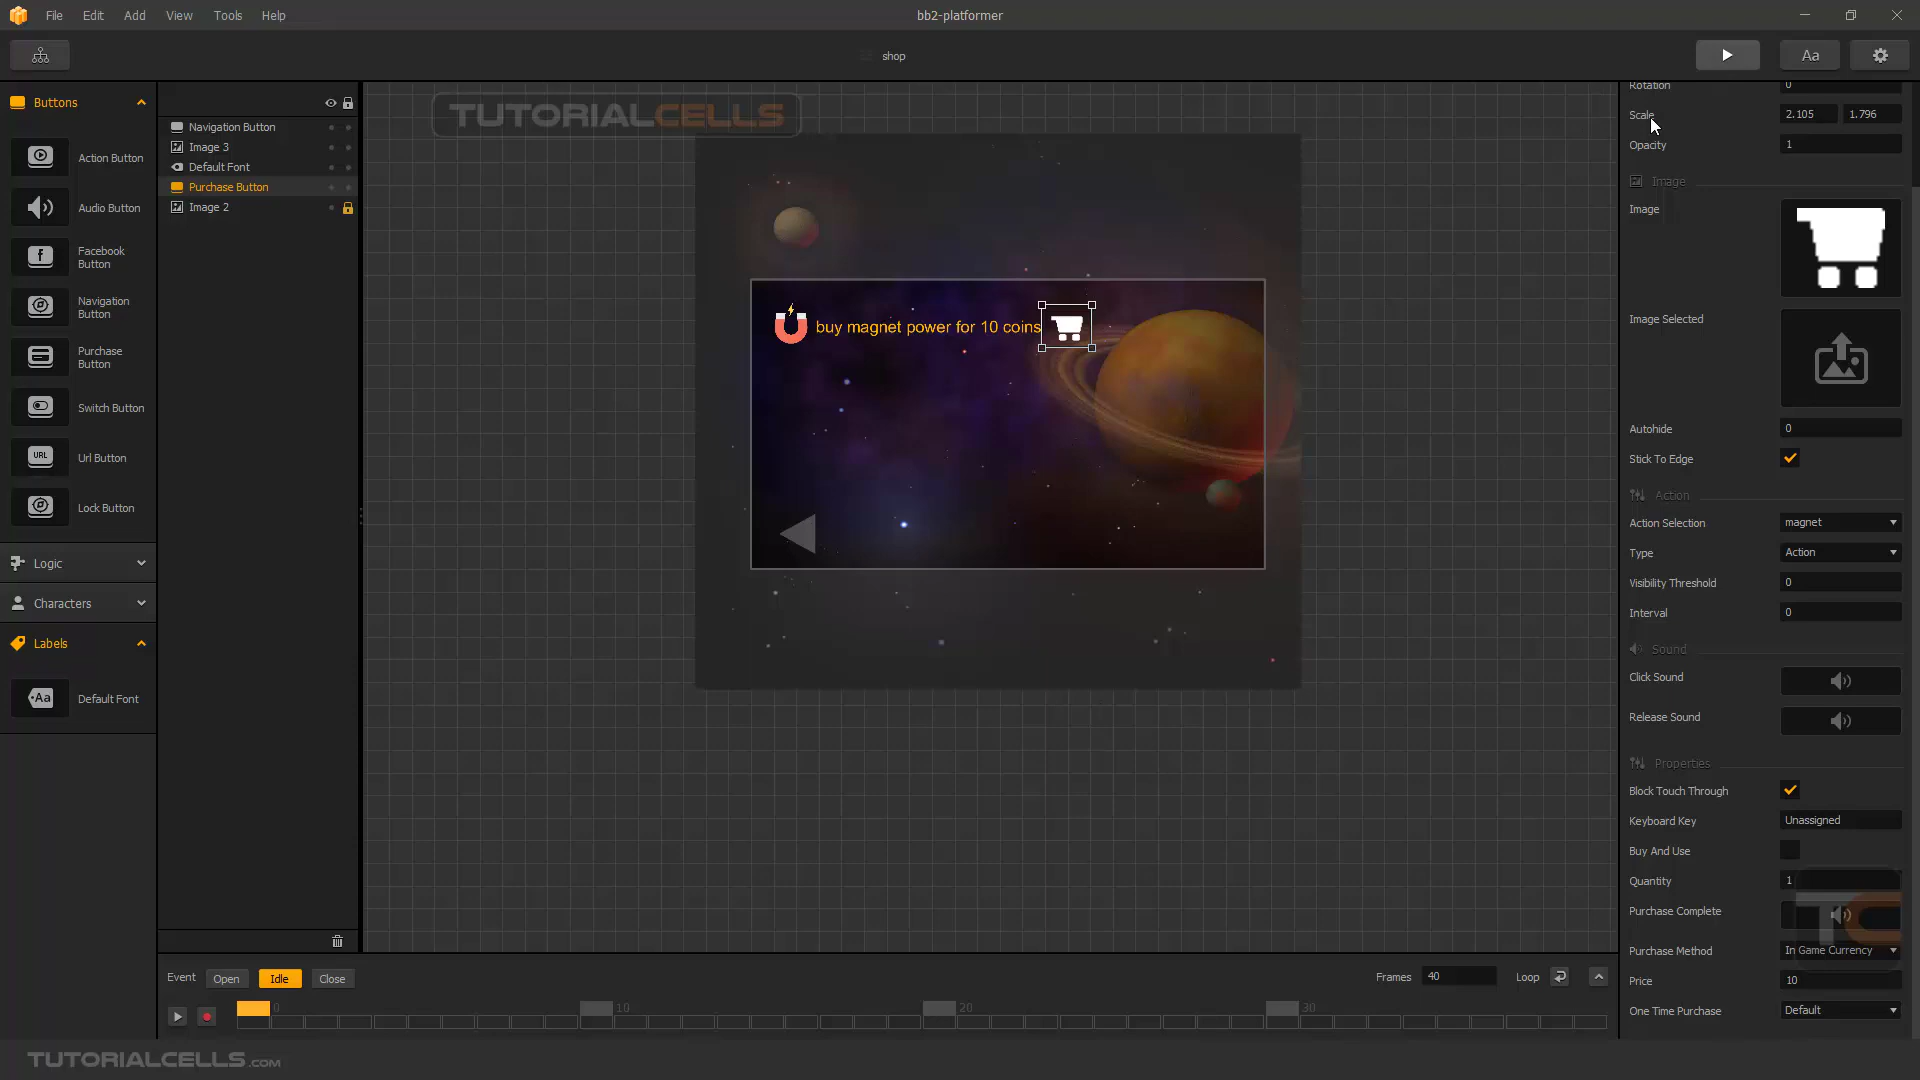 File Edit Add View Tools Help
bb2-platformer
shop
Aa
Buttons
Action Button
Audio Button
Facebook
Button
Navigation
Button
Purchase
Button
Switch Button
URL
Url Button
Lock Button
Logic
Characters
Labels
Aa
Default Font
Navigation Button
Image 3
Default Font
Purchase Button
Image 2
TUTORIALCELLS
buy magnet power for 10 coins
Rotation 0
Scale 2.105 1.796
Opacity 1
Image
Image
Image Selected
Autohide 0
Stick To Edge
Action
Action Selection magnet
Type Action
Visibility Threshold 0
Interval 0
Sound
Click Sound
Release Sound
Properties
Block Touch Through
Keyboard Key Unassigned
Buy And Use
Quantity 1
Purchase Complete
TC
Purchase Method In Game Currency
Price 10
One Time Purchase Default
Event Open Idle Close
Frames 40 Loop
0 10 20 30
TUTORIALCELLS.COM